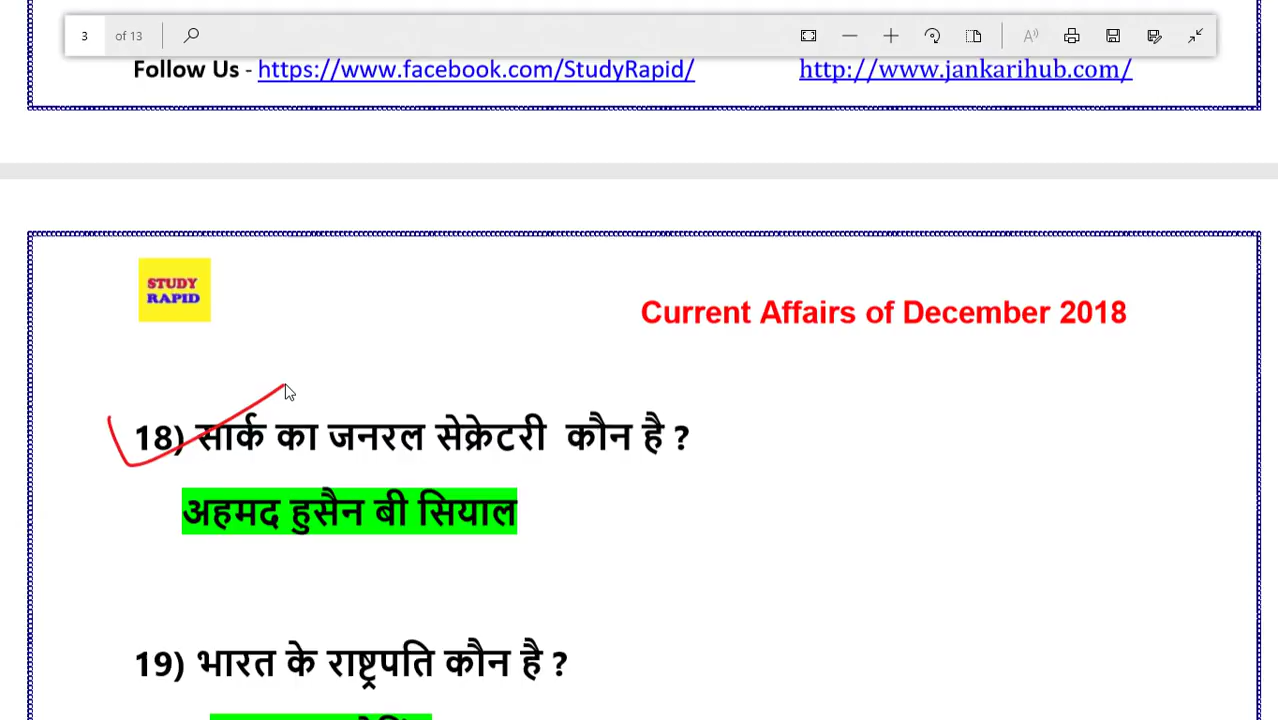 3 of 13
Follow Us - https://www.facebook.com/StudyRapid/ http://www.jankarihub.com/
STUDY
RAPID
Current Affairs of December 2018
18) सार्क का जनरल सेक्रेटरी कौन है ?
अहमद हुसैन बी सियाल
19) भारत के राष्ट्रपति कौन है ?